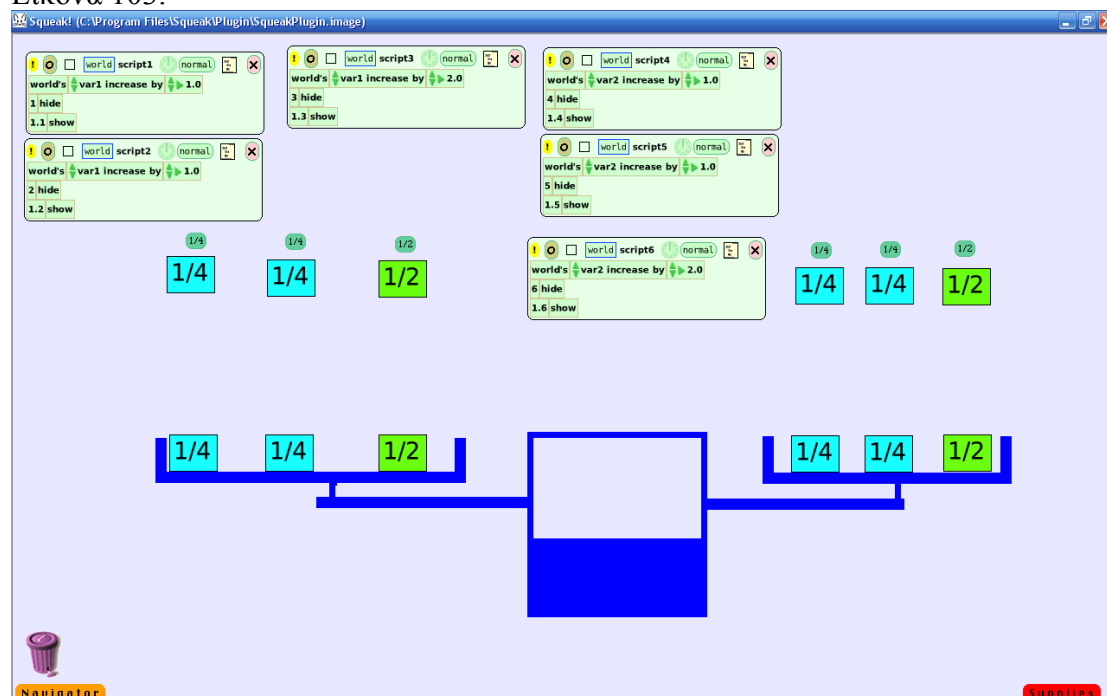 Εικόνα 103:
Squeak! (C:\Program Files\Squeak\Plugin\SqueakPlugin.image)
! world script1 normal
world's var1 increase by 1.0
1 hide
1.1 show
! world script2 normal
world's var1 increase by 1.0
2 hide
1.2 show
! world script3 normal
world's var1 increase by 2.0
3 hide
1.3 show
! world script4 normal
world's var2 increase by 1.0
4 hide
1.4 show
! world script5 normal
world's var2 increase by 1.0
5 hide
1.5 show
! world script6 normal
world's var2 increase by 2.0
6 hide
1.6 show
1/4 1/4 1/2
1/4 1/4 1/2
1/4 1/4 1/2
1/4 1/4 1/2
1/4 1/4 1/2
1/4 1/4 1/2
Navigator
Supplies